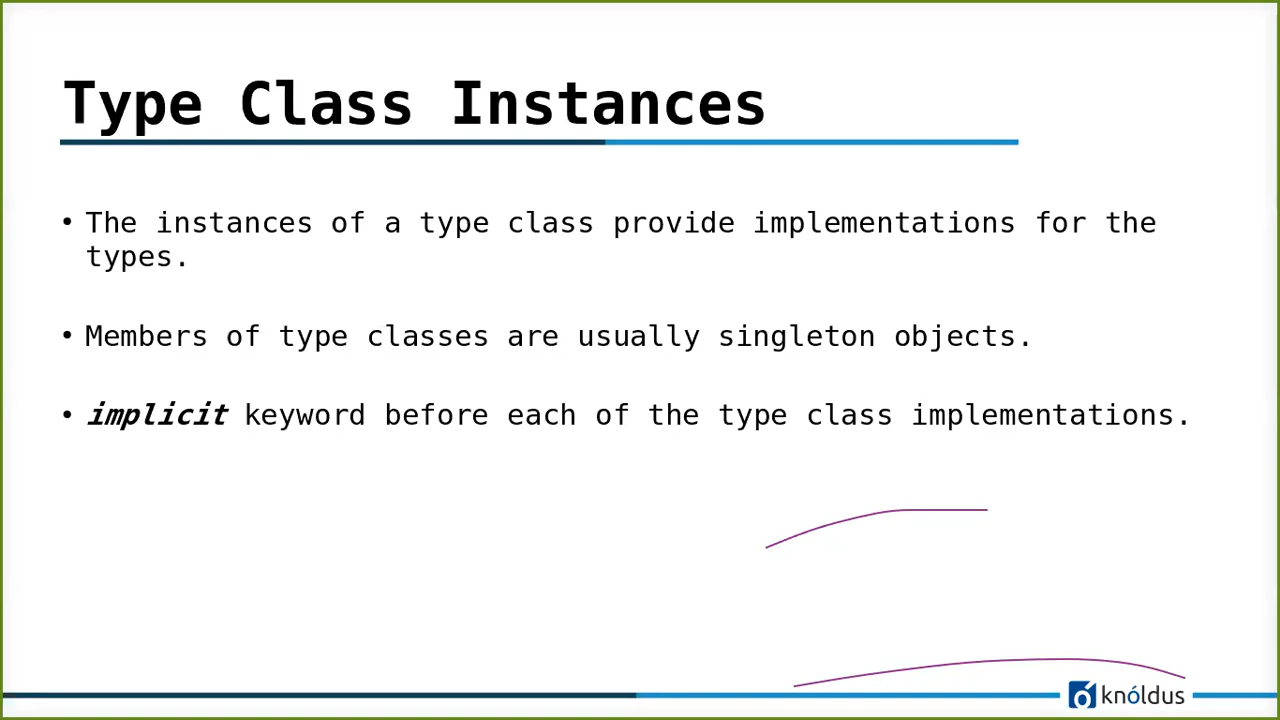 Type Class Instances
• The instances of a type class provide implementations for the
types.
• Members of type classes are usually singleton objects.
• implicit keyword before each of the type class implementations.
knóldus